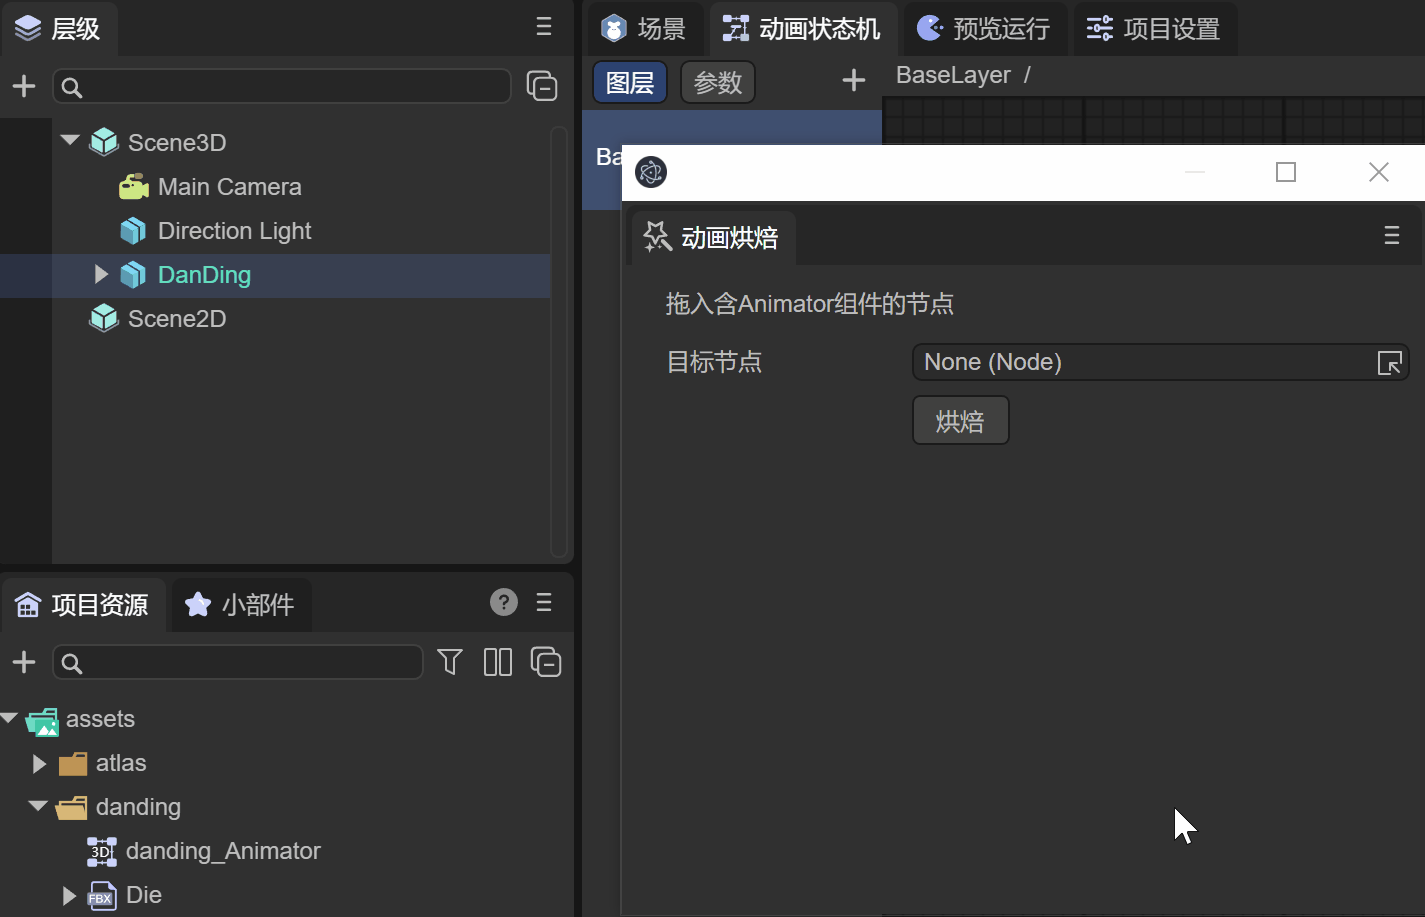 层级
Scene3D
Main Camera
Direction Light
DanDing
Scene2D
项目资源
小部件
?
assets
atlas
danding
danding_Animator
3D
Die
FBX
场景
动画状态机
预览运行
项目设置
图层
参数
BaseLayer /
Ba
动画烘焙
拖入含Animator组件的节点
目标节点
None (Node)
烘焙